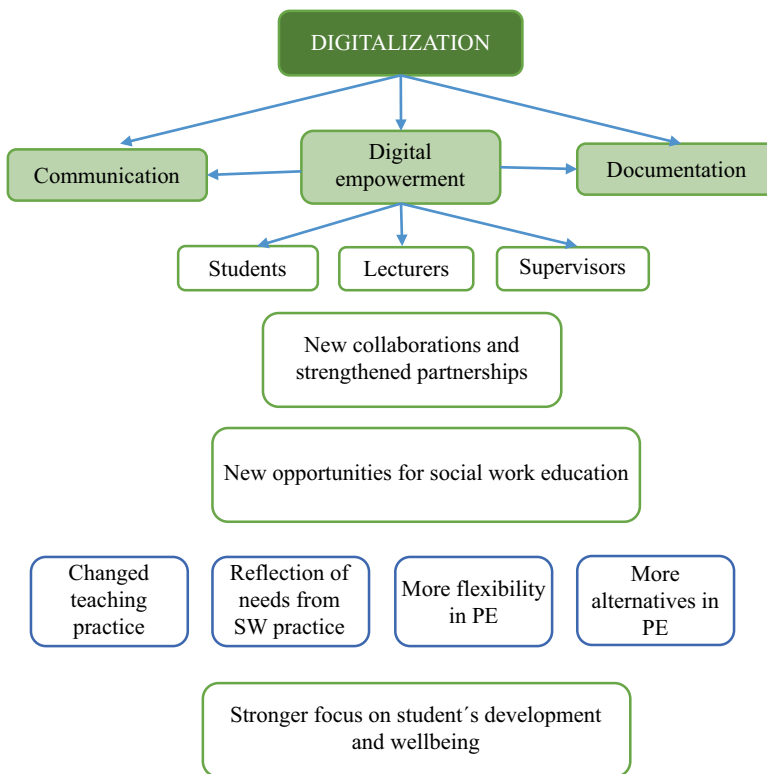 DIGITALIZATION
Communication
Digital
empowerment
Documentation
Students
Lecturers
Supervisors
New collaborations and
strengthened partnerships
New opportunities for social work education
Changed
teaching
practice
Reflection of
needs from
SW practice
More flexibility
in PE
More
alternatives in
PE
Stronger focus on student´s development
and wellbeing